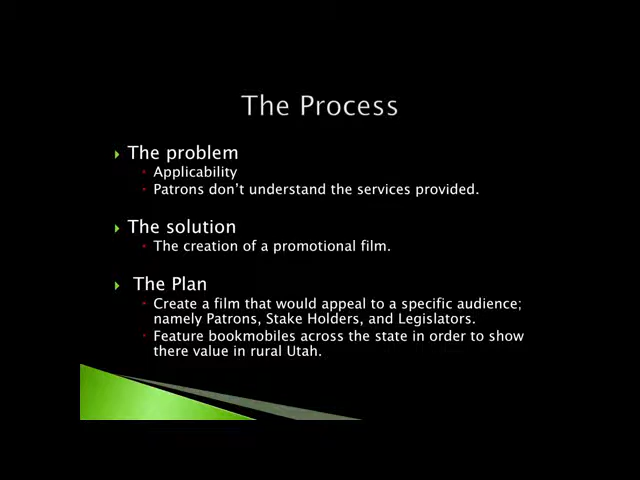 The Process
The problem
Applicability
Patrons don't understand the services provided.
The solution
The creation of a promotional film.
The Plan
Create a film that would appeal to a specific audience;
namely Patrons, Stake Holders, and Legislators.
Feature bookmobiles across the state in order to show
there value in rural Utah.